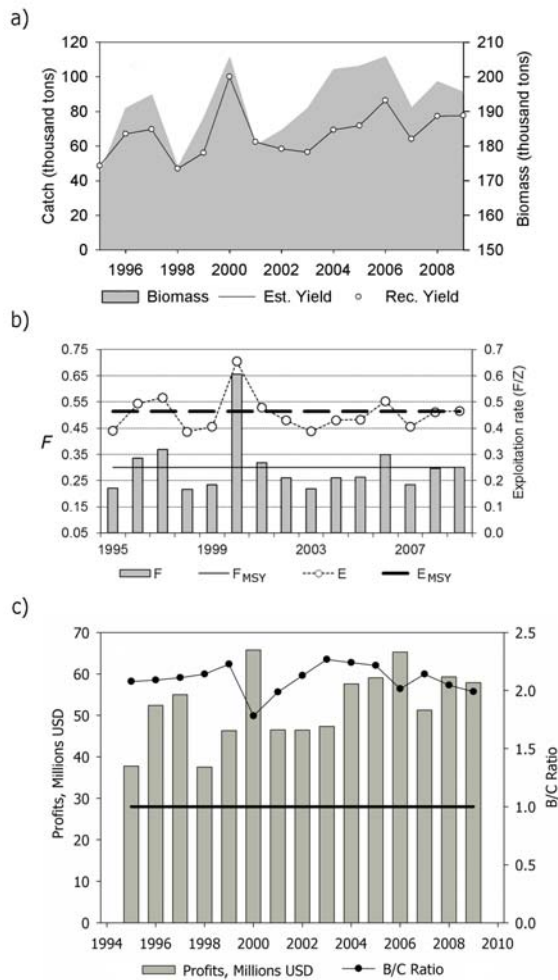 a)
Catch (thousand tons)
120
100
80
60
40
20
0
210
200
190
180
170
160
150
Biomass (thousand tons)
1996 1998 2000 2002 2004 2006 2008
Biomass Est. Yield Rec. Yield
b)
F
0.75
0.65
0.55
0.45
0.35
0.25
0.15
0.05
0.7
0.6
0.5
0.4
0.3
0.2
0.1
0.0
Exploitation rate (F/Z)
1995 1999 2003 2007
F FMSY E EMSY
c)
Profits, Millions USD
70
60
50
40
30
20
10
0
2.5
2.0
1.5
1.0
0.5
0.0
B/C Ratio
1994 1996 1998 2000 2002 2004 2006 2008 2010
Profits, Millions USD B/C Ratio